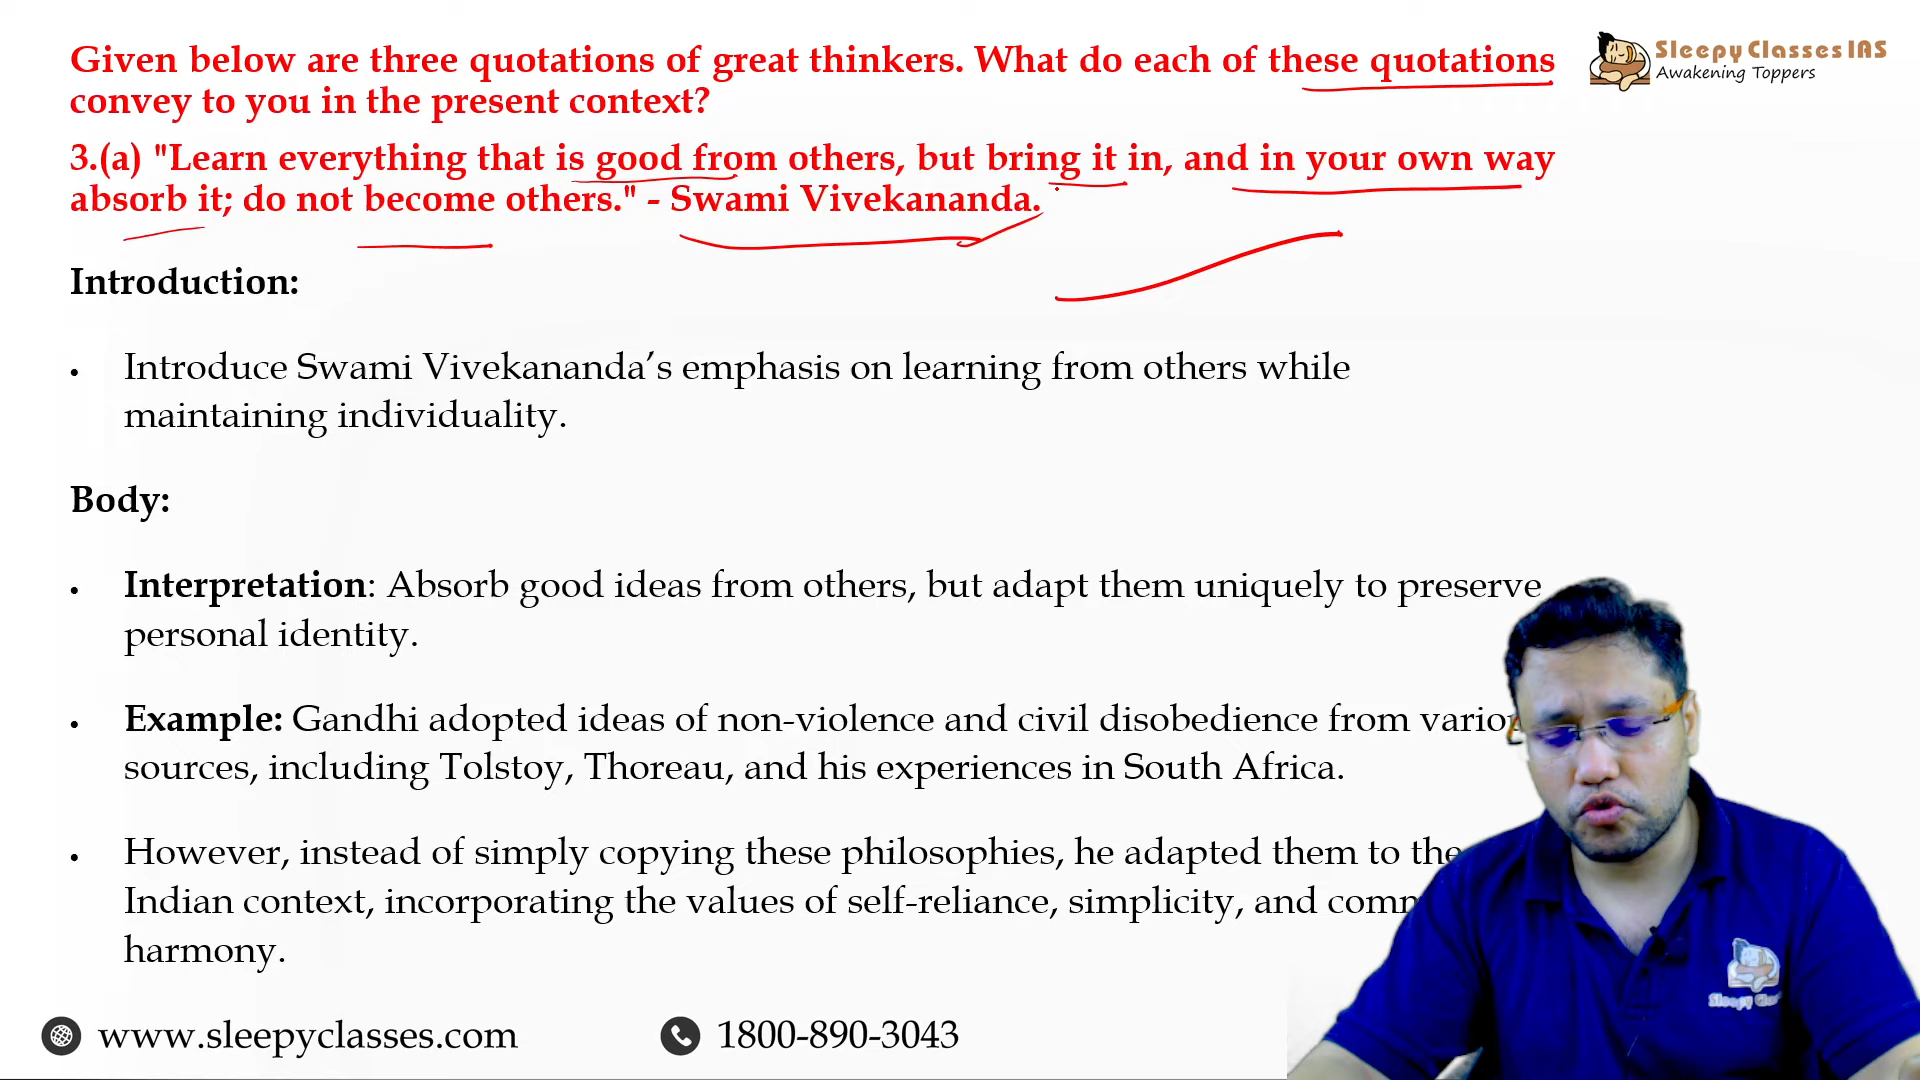 Given below are three quotations of great thinkers. What do each of these quotations
convey to you in the present context?
3.(a) "Learn everything that is good from others, but bring it in, and in your own way
absorb it; do not become others." - Swami Vivekananda.
Sleepy Classes IAS
Awakening Toppers
Introduction:
• Introduce Swami Vivekananda’s emphasis on learning from others while
maintaining individuality.
Body:
• Interpretation: Absorb good ideas from others, but adapt them uniquely to preserve
personal identity.
• Example: Gandhi adopted ideas of non-violence and civil disobedience from
sources, including Tolstoy, Thoreau, and his experiences in South Africa.
• However, instead of simply copying these philosophies, he adapted them to the
Indian context, incorporating the values of self-reliance, simplicity, and
harmony.
www.sleepyclasses.com
1800-890-3043